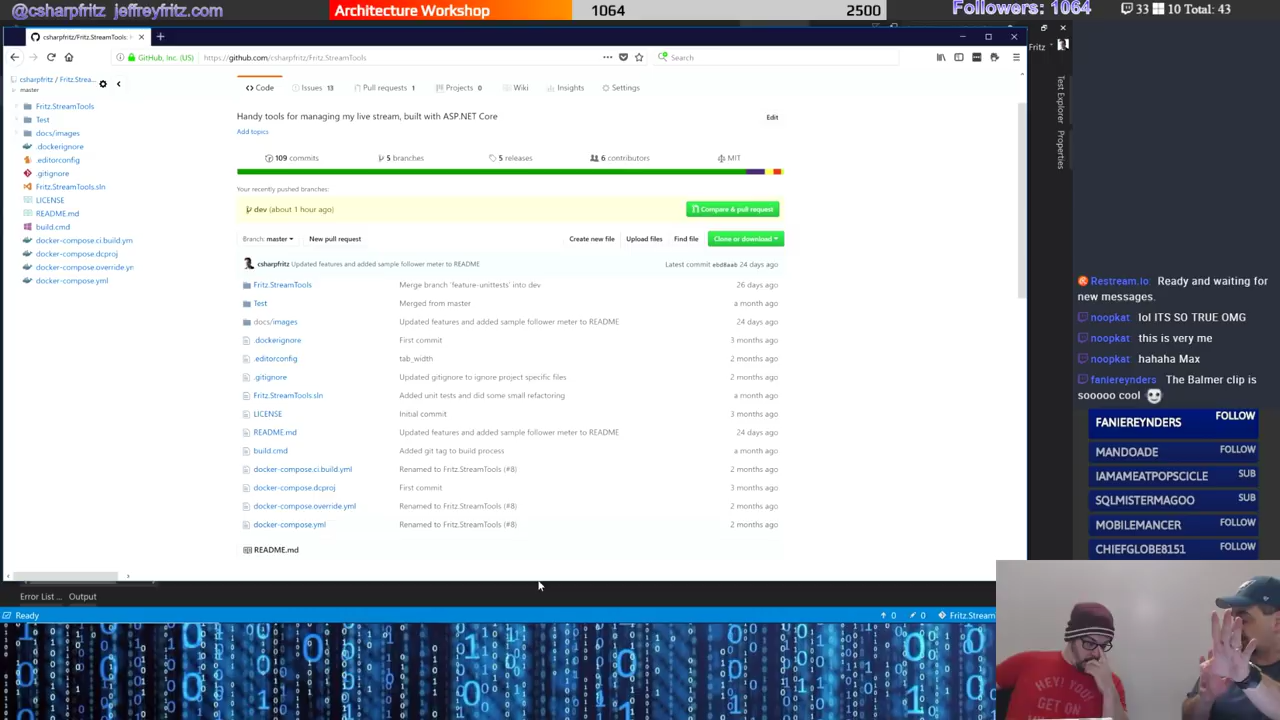 Architecture Workshop
1064
2500
Followers: 1064
10 Total: 43
csharpfritz/Fritz.StreamTools:
GitHub, Inc. (US)
https://github.com/csharpfritz/Fritz.StreamTools
Search
Fritz
csharpfritz / Fritz.Strea...
master
Fritz.StreamTools
Test
docs/images
.dockerignore
.editorconfig
.gitignore
Fritz.StreamTools.sln
LICENSE
README.md
build.cmd
docker-compose.ci.build.ym
docker-compose.dcproj
docker-compose.override.yr
docker-compose.yml
Code
Issues 13
Pull requests 1
Projects 0
Wiki
Insights
Settings
Handy tools for managing my live stream, built with ASP.NET Core
Edit
Add topics
109 commits
5 branches
5 releases
6 contributors
MIT
Your recently pushed branches:
dev (about 1 hour ago)
Compare & pull request
Branch: master
New pull request
Create new file
Upload files
Find file
Clone or download
csharpfritz Updated features and added sample follower meter to README
Latest commit ebd8aab 24 days ago
Fritz.StreamTools Merge branch 'feature-unittests' into dev 26 days ago
Test Merged from master a month ago
docs/images Updated features and added sample follower meter to README 24 days ago
.dockerignore First commit 3 months ago
.editorconfig tab_width 2 months ago
.gitignore Updated gitignore to ignore project specific files 2 months ago
Fritz.StreamTools.sln Added unit tests and did some small refactoring a month ago
LICENSE Initial commit 3 months ago
README.md Updated features and added sample follower meter to README 24 days ago
build.cmd Added git tag to build process a month ago
docker-compose.ci.build.yml Renamed to Fritz.StreamTools (#8) 2 months ago
docker-compose.dcproj First commit 3 months ago
docker-compose.override.yml Renamed to Fritz.StreamTools (#8) 2 months ago
docker-compose.yml Renamed to Fritz.StreamTools (#8) 2 months ago
README.md
Error List ...
Output
Ready
0
0
Fritz.Stream
Test Explorer
Properties
Restream.Io: Ready and waiting for
new messages.
noopkat lol ITS SO TRUE OMG
noopkat this is very me
noopkat hahaha Max
faniereynders The Balmer clip is
sooooo col
FANIEREYNDERS FOLLOW
MANDOADE FOLLOW
IAMAMEATPOPSICLE SUB
SQLMISTERMAGOO SUB
MOBILEMANCER FOLLOW
CHIEFGLOBE8151 FOLLOW
HEY! YOU!
GET ON